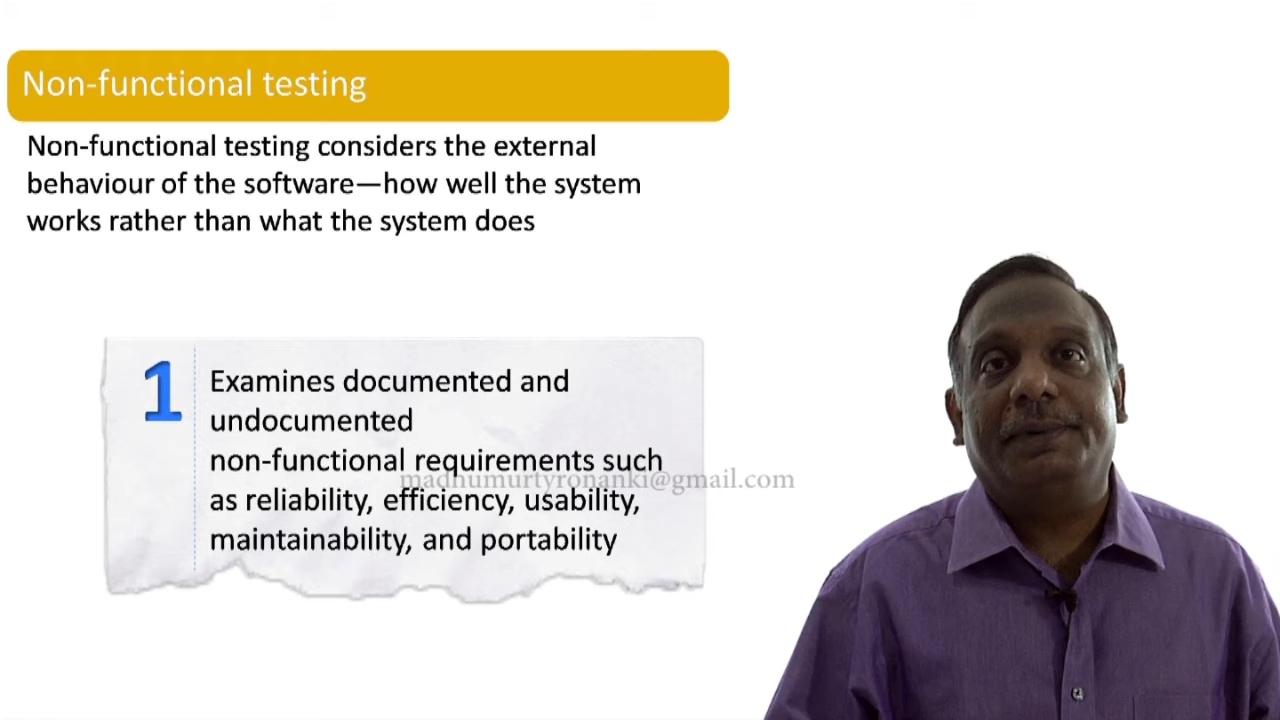 Non-functional testing
Non-functional testing considers the external
behaviour of the software—how well the system
works rather than what the system does
1
Examines documented and
undocumented
non-functional requirements such
as reliability, efficiency, usability,
maintainability, and portability
madhumurtyronanki@gmail.com